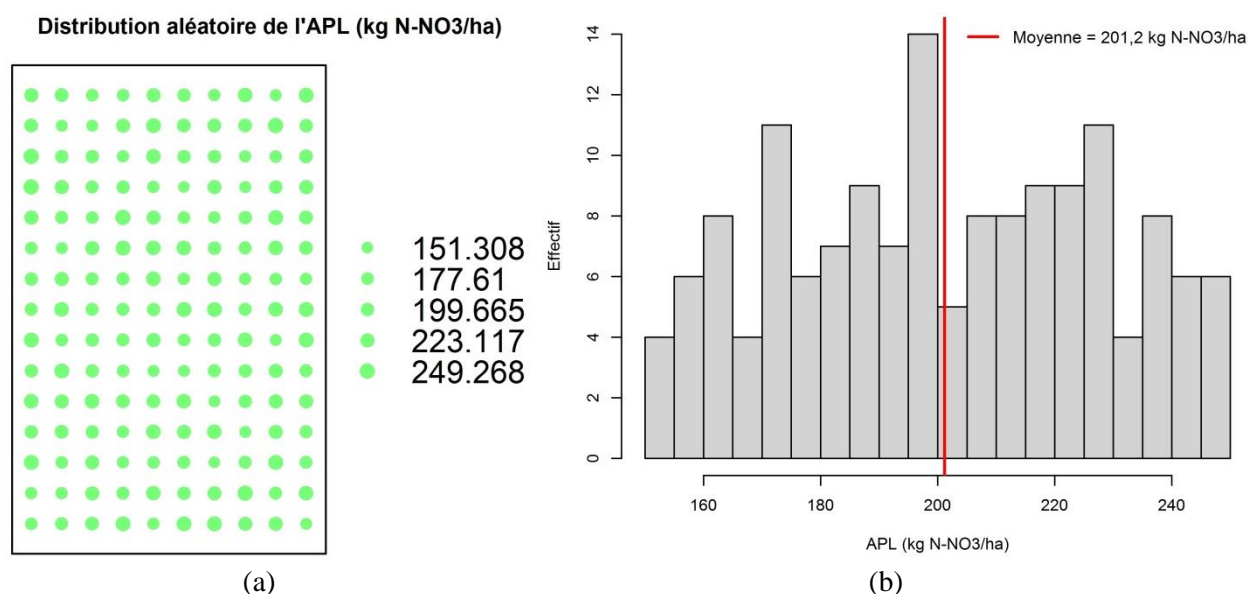 Distribution aléatoire de l'APL (kg N-NO3/ha)
151.308
177.61
199.665
223.117
249.268
(a)
Moyenne = 201,2 kg N-NO3/ha
Effectif
14
12
10
8
6
4
2
0
160 180 200 220 240
APL (kg N-NO3/ha)
(b)